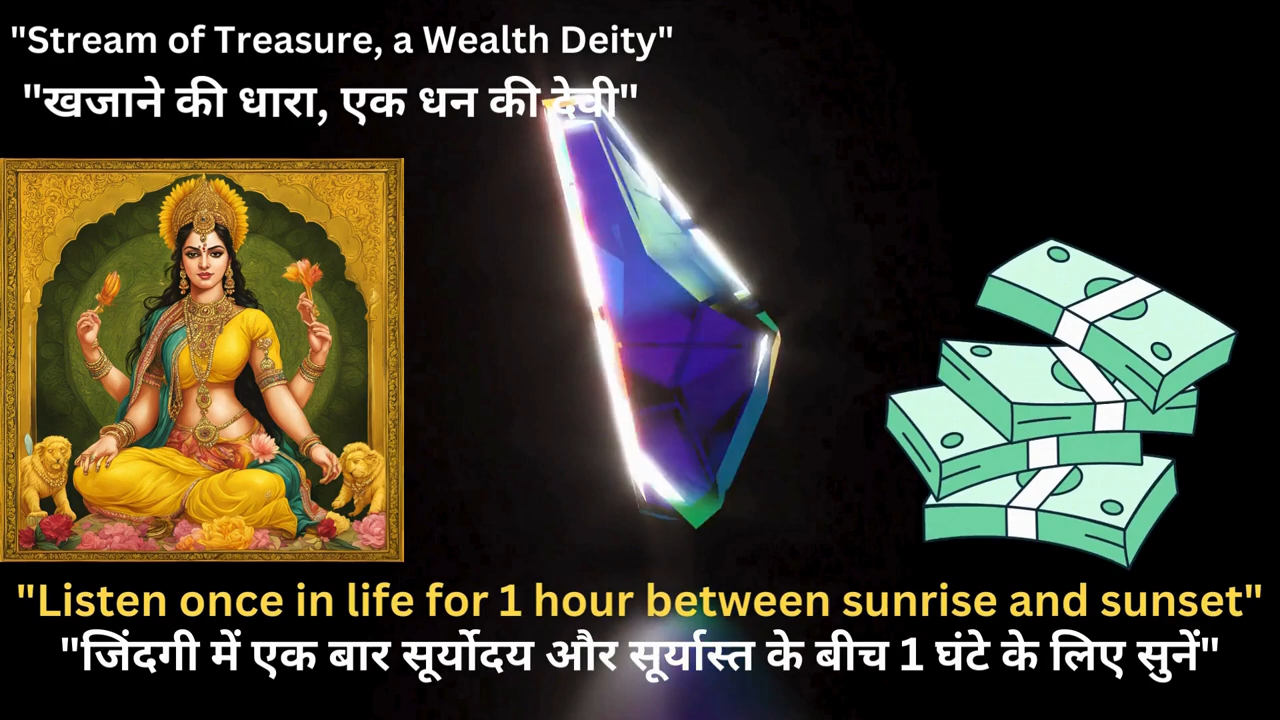 "Stream of Treasure, a Wealth Deity"
"खजाने की धारा, एक धन की देवी"
"Listen once in life for 1 hour between sunrise and sunset"
"जिंदगी में एक बार सूर्योदय और सूर्यास्त के बीच 1 घंटे के लिए सुनें"